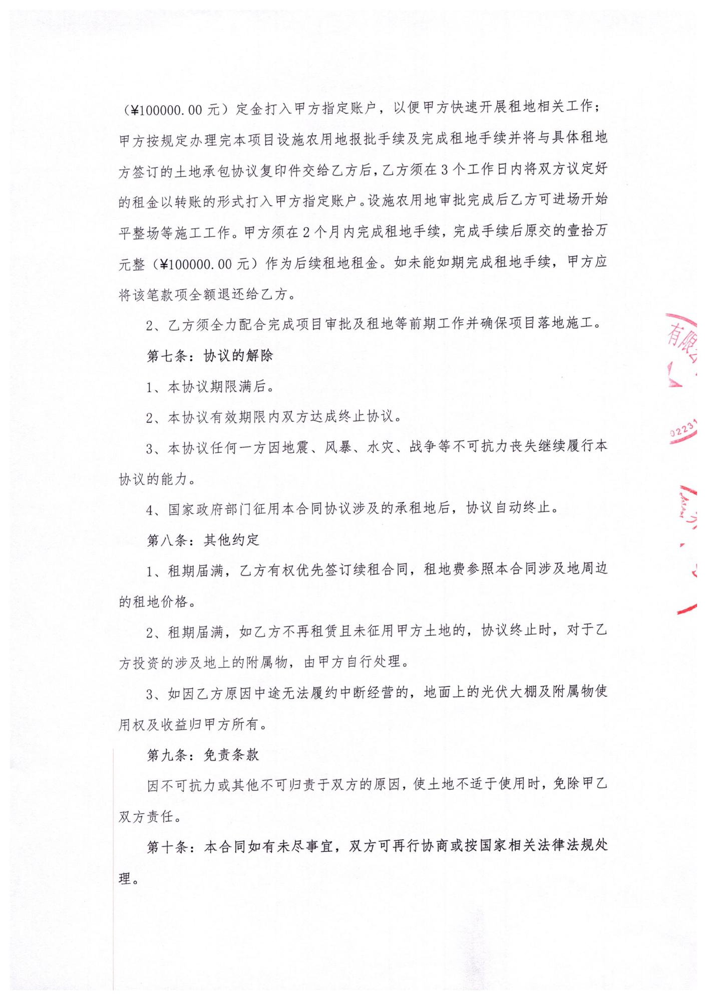 （¥100000.00 元）定金打入甲方指定账户，以便甲方快速开展租地相关工作；
甲方按规定办理完本项目设施农用地报批手续及完成租地手续并将与具体租地
方签订的土地承包协议复印件交给乙方后，乙方须在 3 个工作日内将双方议定好
的租金以转账的形式打入甲方指定账户。设施农用地审批完成后乙方可进场开始
平整场等施工工作。甲方须在 2 个月内完成租地手续，完成手续后原交的壹拾万
元整（¥100000.00 元）作为后续租地租金。如未能如期完成租地手续，甲方应
将该笔款项全额退还给乙方。
2、乙方须全力配合完成项目审批及租地等前期工作并确保项目落地施工。
第七条：协议的解除
1、本协议期限满后。
2、本协议有效期限内双方达成终止协议。
3、本协议任何一方因地震、风暴、水灾、战争等不可抗力丧失继续履行本
协议的能力。
4、国家政府部门征用本合同协议涉及的承租地后，协议自动终止。
第八条：其他约定
1、租期届满，乙方有权优先签订续租合同，租地费参照本合同涉及地周边
的租地价格。
2、租期届满，如乙方不再租赁且未征用甲方土地的，协议终止时，对于乙
方投资的涉及地上的附属物，由甲方自行处理。
3、如因乙方原因中途无法履约中断经营的，地面上的光伏大棚及附属物使
用权及收益归甲方所有。
第九条：免责条款
因不可抗力或其他不可归责于双方的原因，使土地不适于使用时，免除甲乙
双方责任。
第十条：本合同如有未尽事宜，双方可再行协商或按国家相关法律法规处
理。
有限公
02231